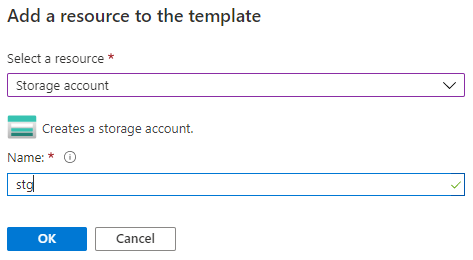 Add a resource to the template
Select a resource *
Storage account
Creates a storage account.
Name: *
stg
OK Cancel